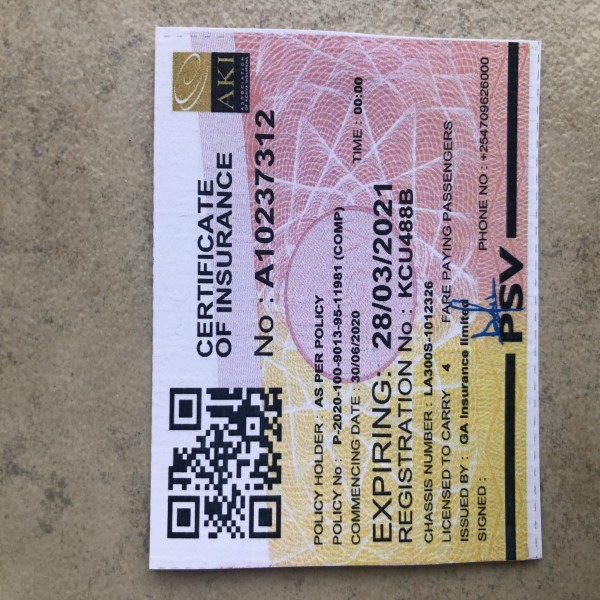 AKI
ASSOCIATION
OF KENYA INSURERS
CERTIFICATE
OF INSURANCE
No : A10237312
POLICY HOLDER : AS PER POLICY
POLICY No : P-2020-100-9013-95-11981 (COMP)
COMMENCING DATE : 30/06/2020 TIME : 00:00
EXPIRING: 28/03/2021
REGISTRATION No : KCU488B
CHASSIS NUMBER : LA300S-1012326
LICENSED TO CARRY 4 FARE PAYING PASSENGERS
ISSUED BY : GA Insurance limited
SIGNED : PHONE NO : +254709626000
PSV